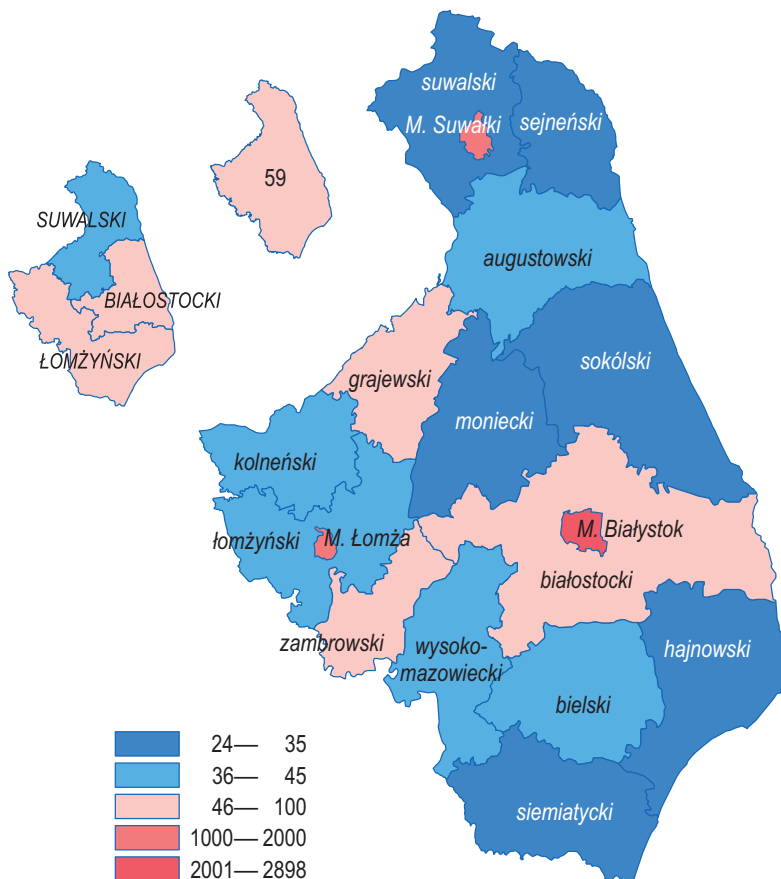 suwalski
M. Suwałki
sejneński
59
SUWALSKI
BIAŁOSTOCKI
ŁOMŻYŃSKI
augustowski
sokólski
grajewski
moniecki
kolneński
łomżyński
M. Łomża
M. Białystok
białostocki
zambrowski
wysoko-
mazowiecki
hajnowski
bielski
siemiatycki
24— 35
36— 45
46— 100
1000— 2000
2001— 2898